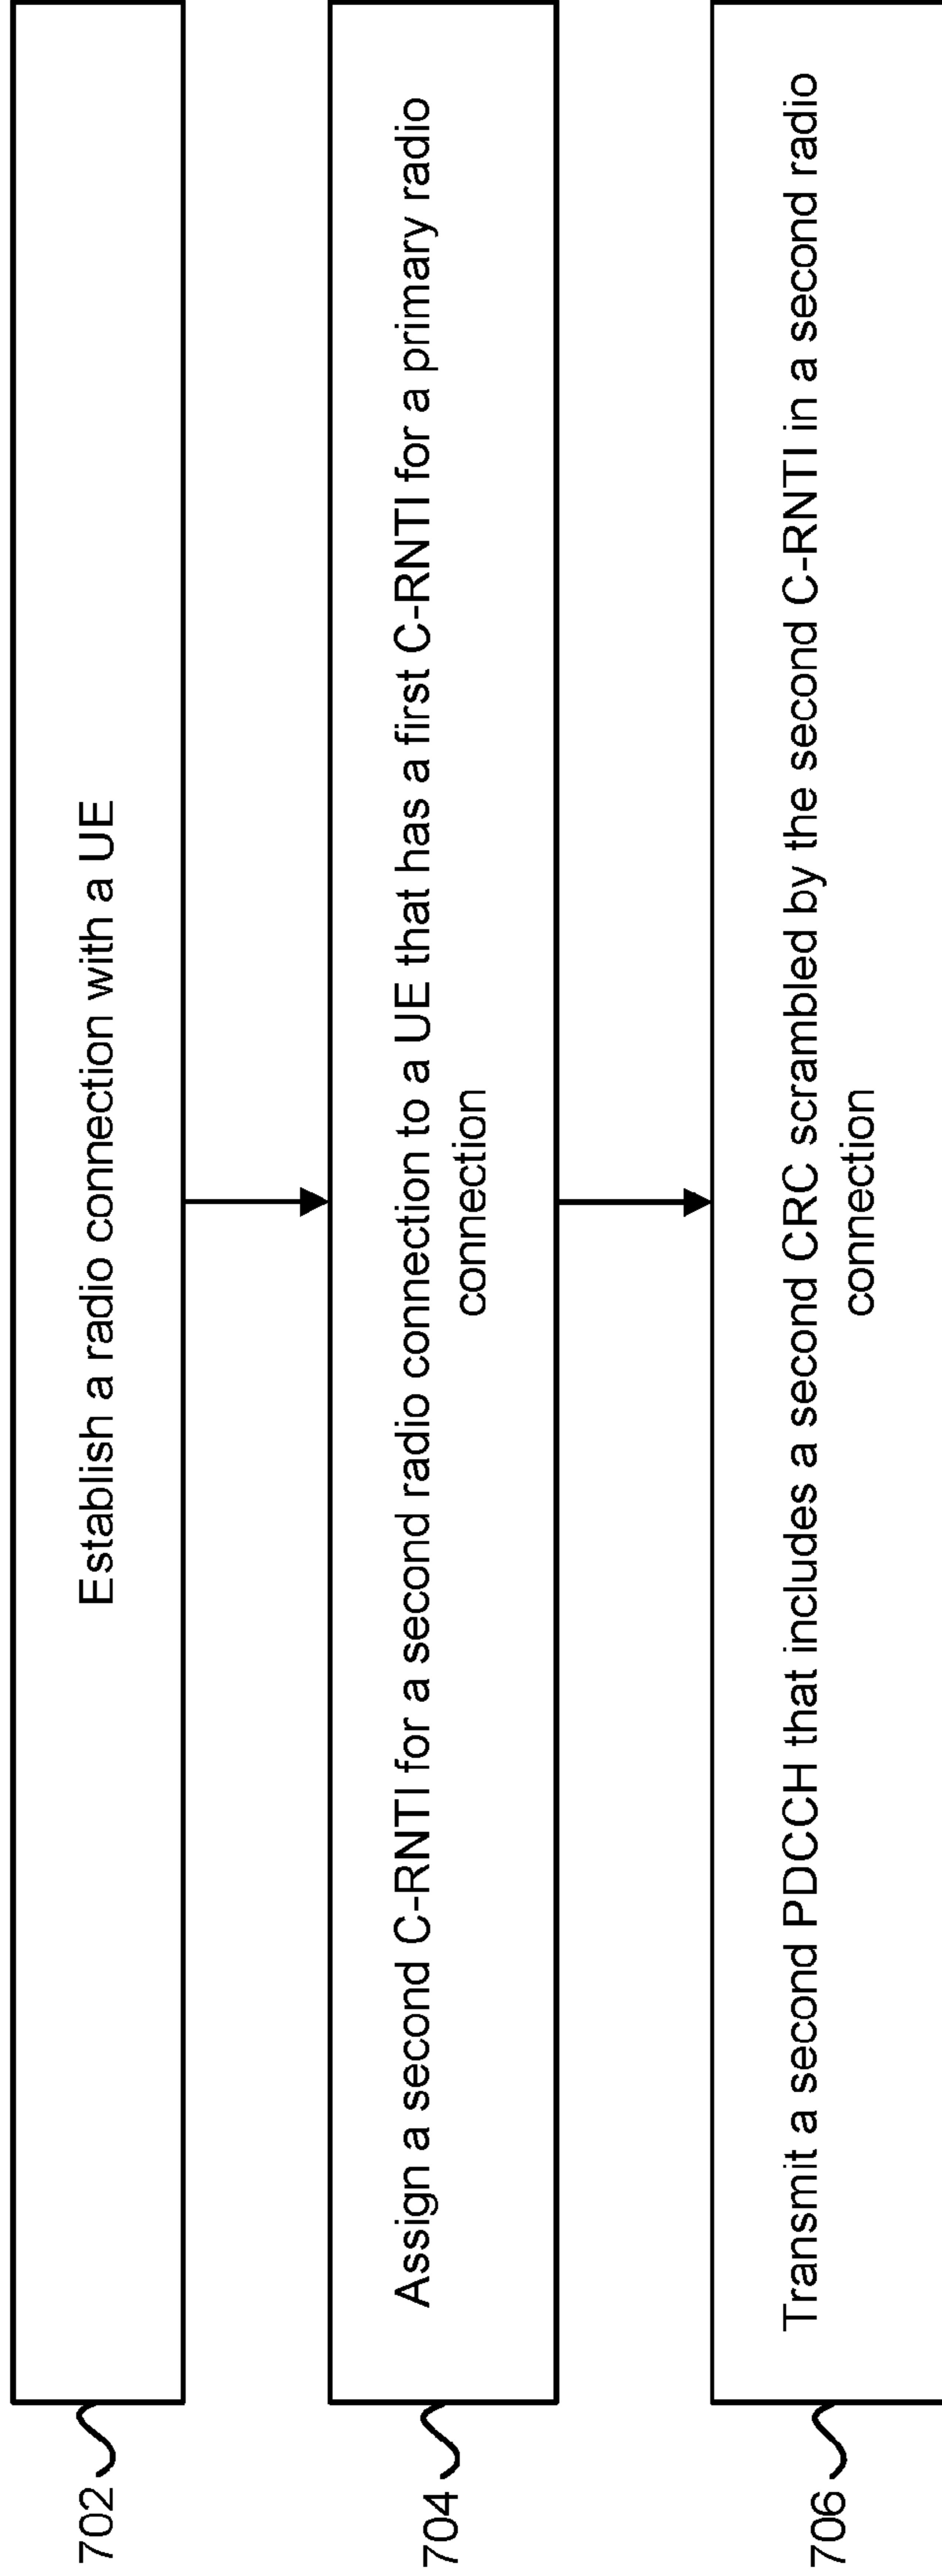 702
Establish a radio connection with a UE
704
Assign a second C-RNTI for a second radio connection to a UE that has a first C-RNTI for a primary radio
connection
706
Transmit a second PDCCH that includes a second CRC scrambled by the second C-RNTI in a second radio
connection